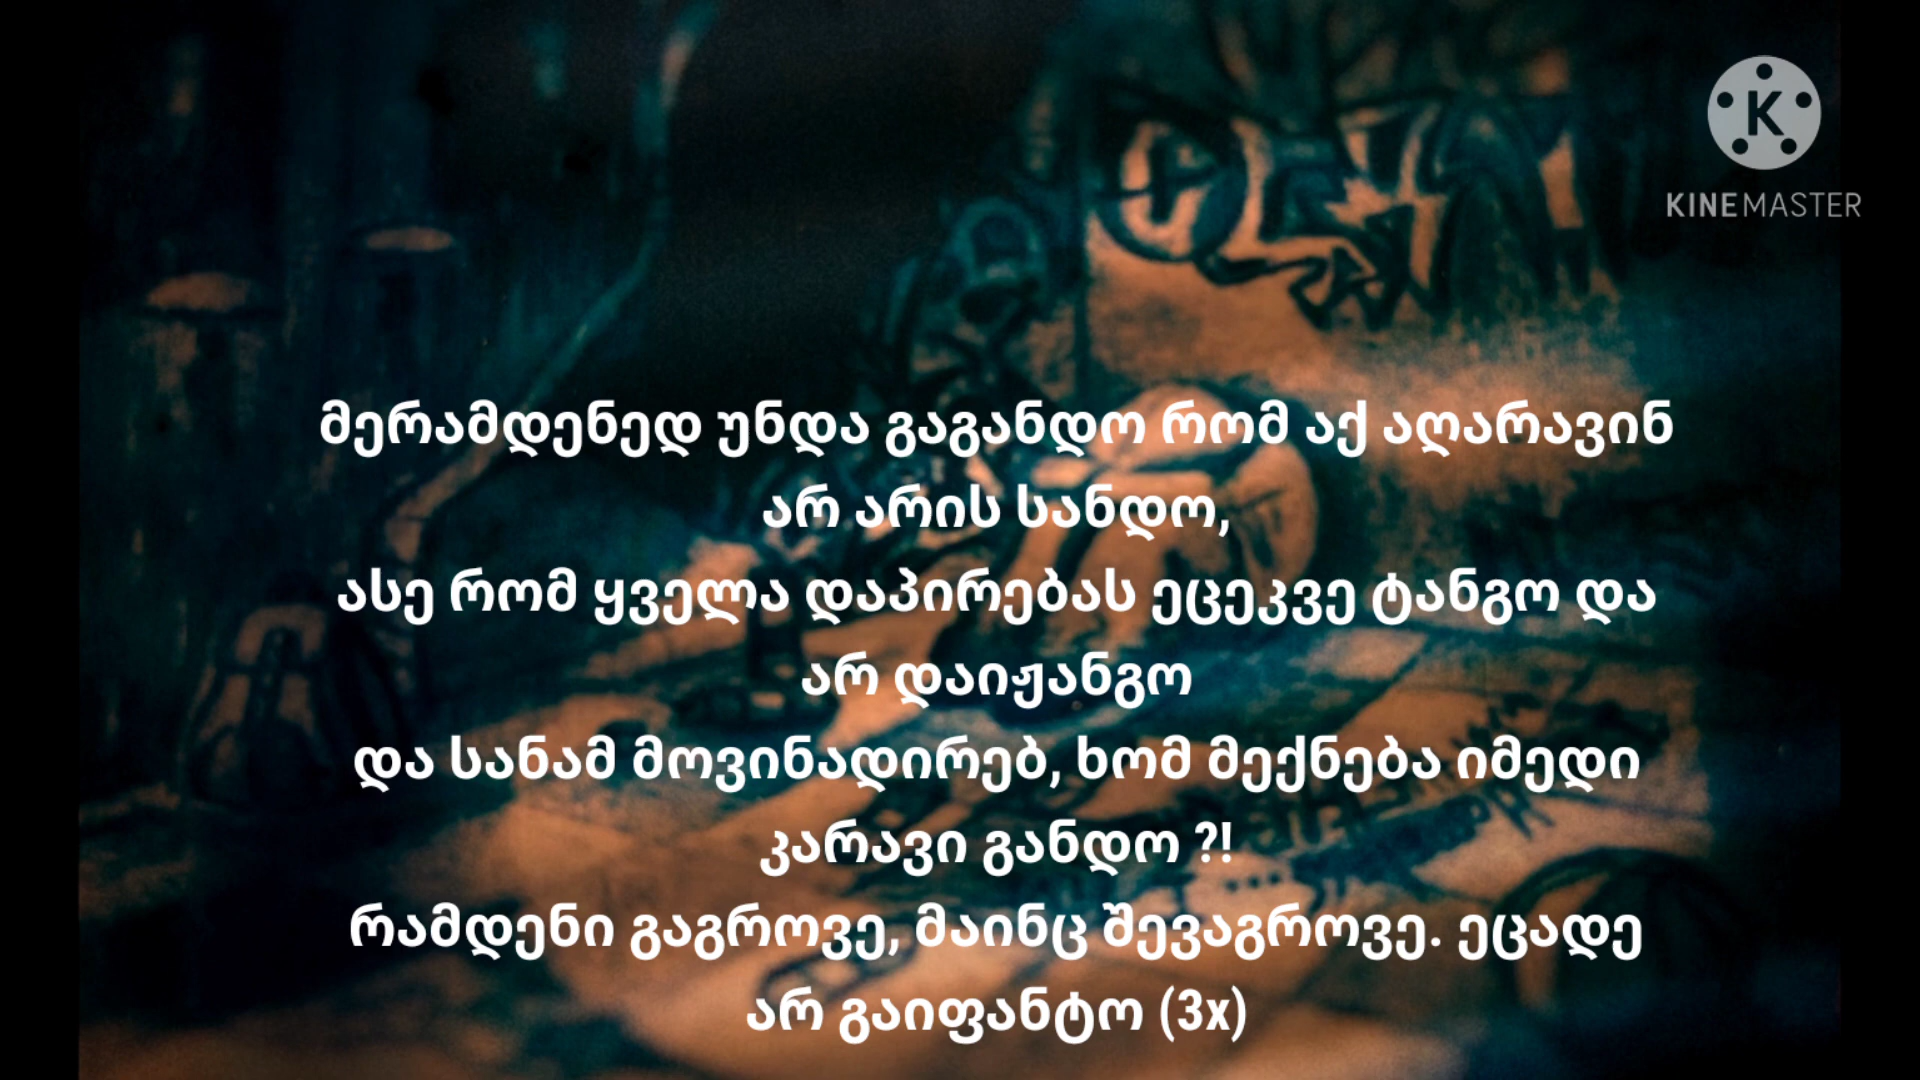 KINEMASTER
მერამდენედ უნდა გაგანდო რომ აქ აღარავინ
არ არის სანდო,
ასე რომ ყველა დაპირებას ეცეკვე ტანგო და
არ დაიჟანგო
და სანამ მოვინადირებ, ხომ მექნება იმედი
კარავი განდო ?!
რამდენი გაგროვე, მაინც შევაგროვე. ეცადე
არ გაიფანტო (3x)